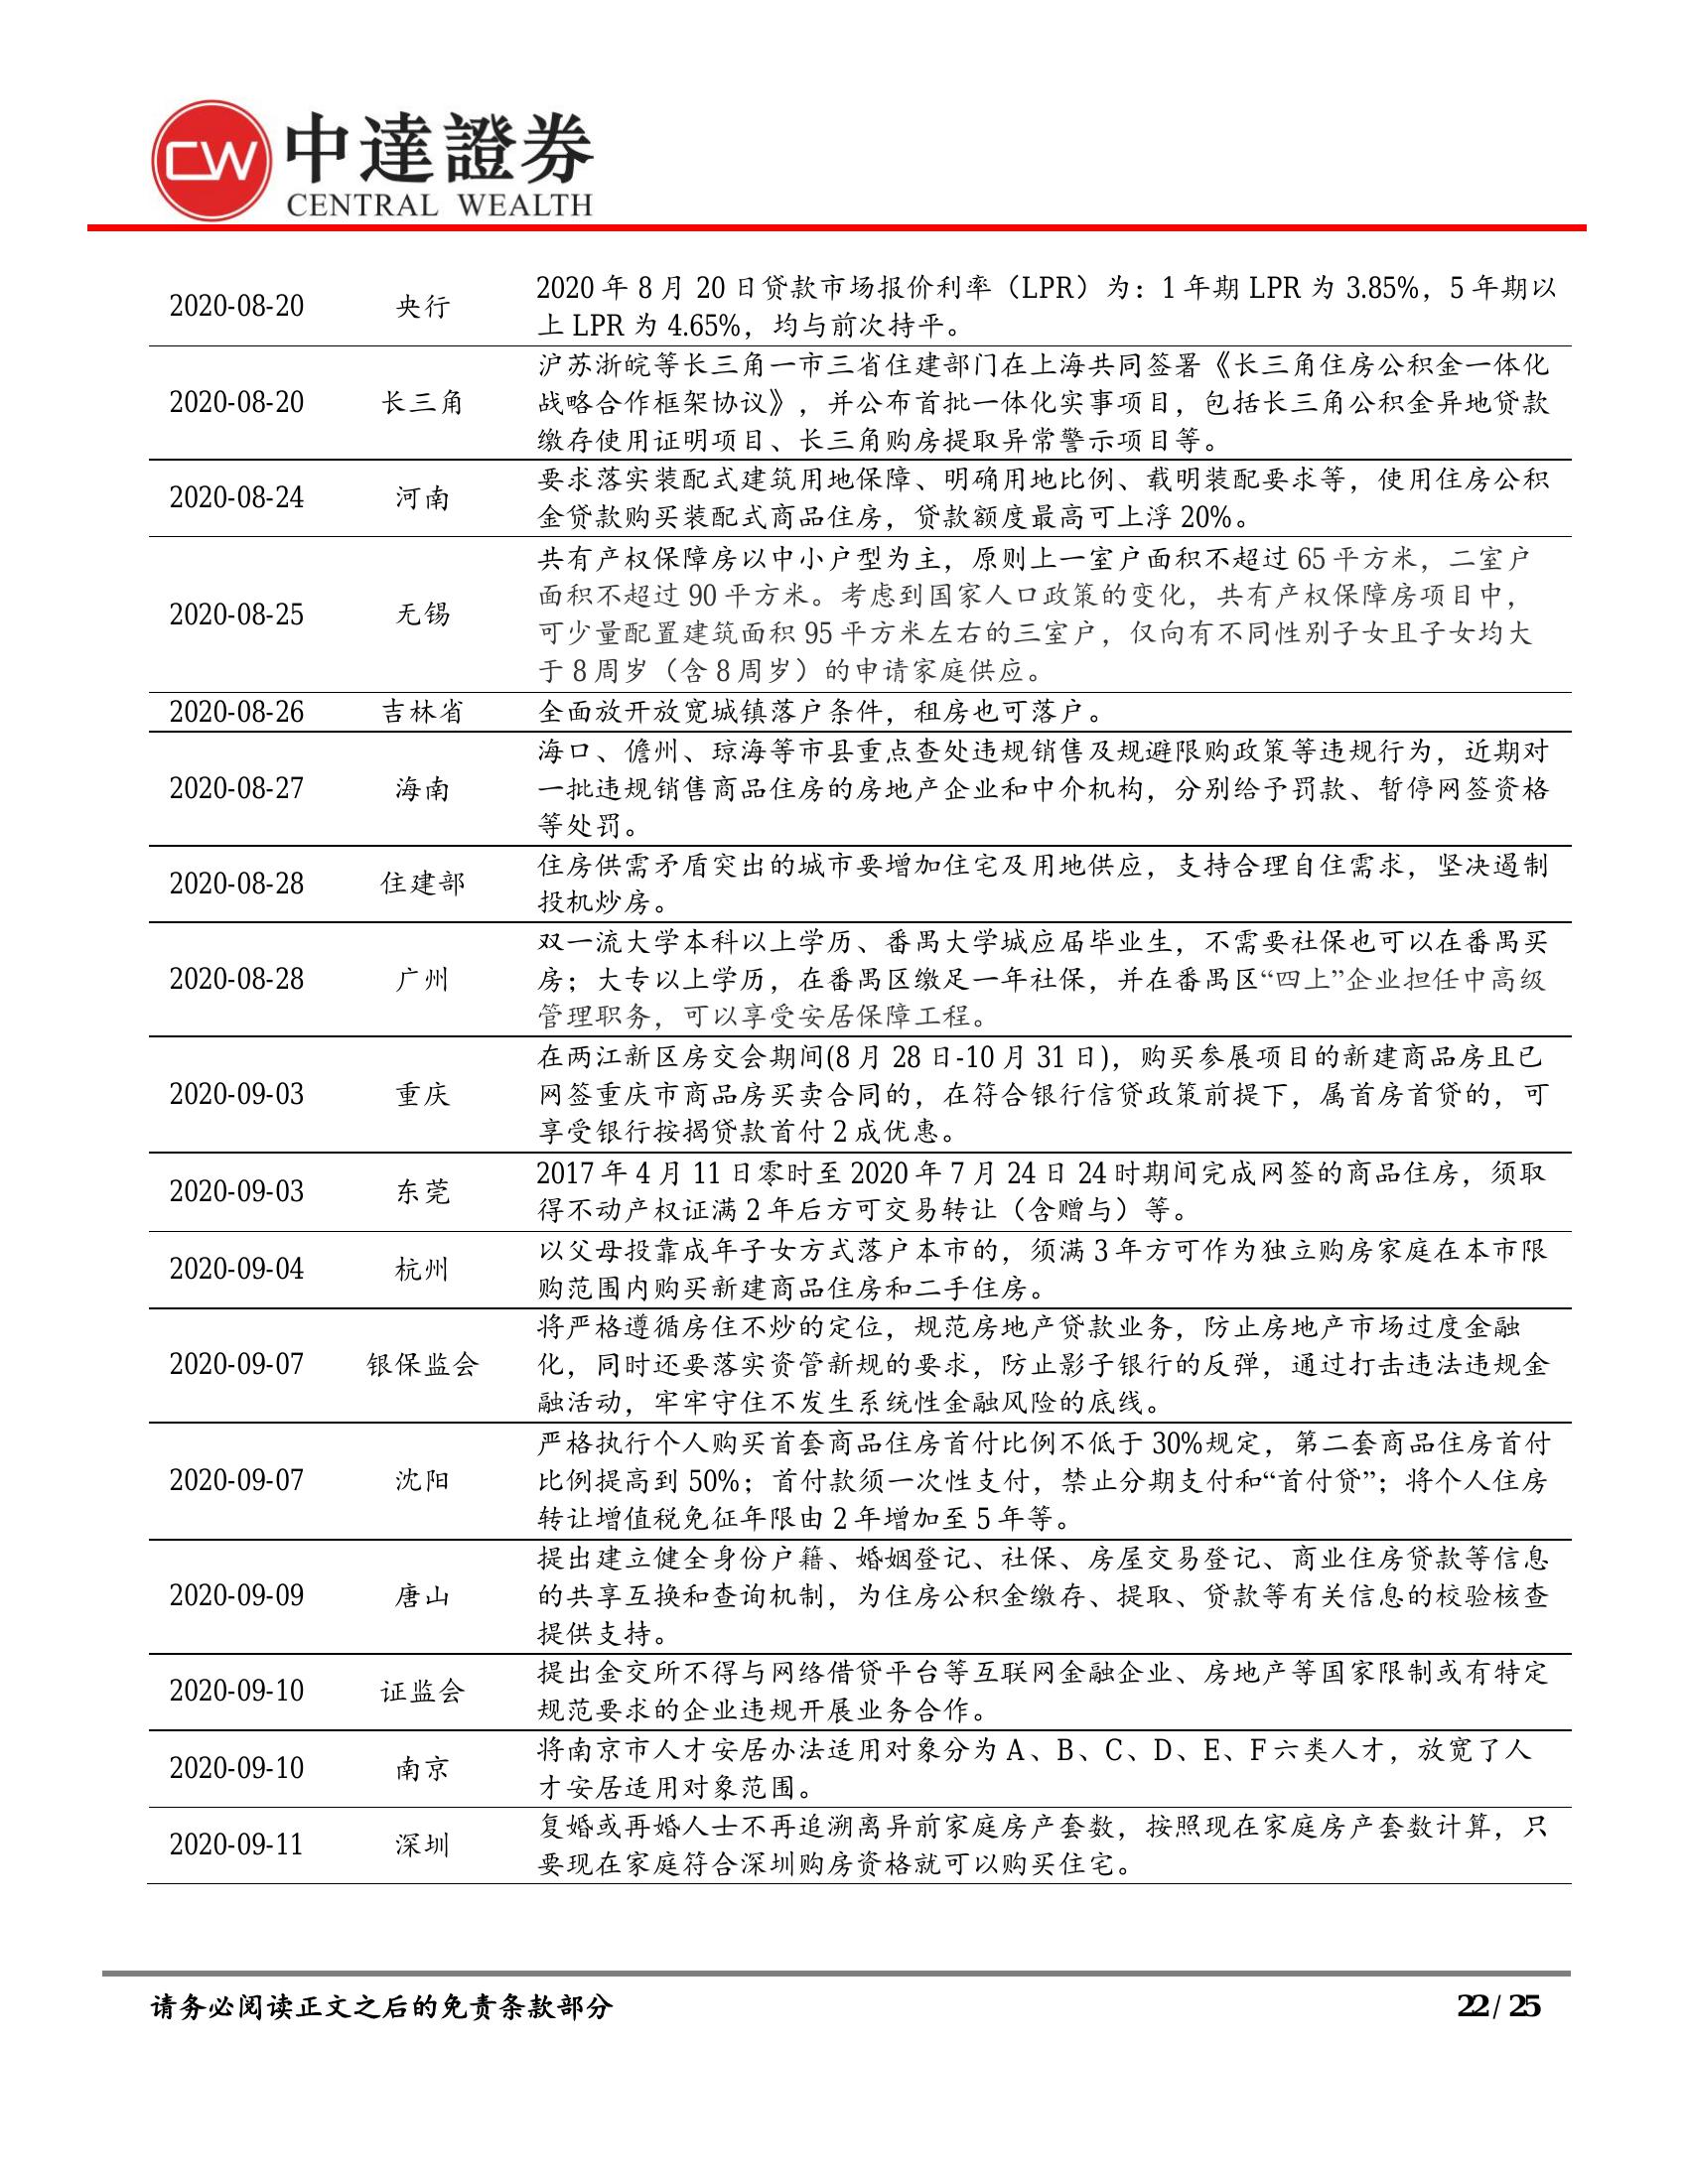 CW 中達證券
CENTRAL WEALTH
2020 年 8 月 20 日贷款市场报价利率（LPR）为：1 年期 LPR 为 3.85%，5 年期以
2020-08-20 央行
上 LPR 为 4.65%，均与前次持平。
沪苏浙皖等长三角一市三省住建部门在上海共同签署《长三角住房公积金一体化
2020-08-20 长三角 战略合作框架协议》，并公布首批一体化实事项目，包括长三角公积金异地贷款
缴存使用证明项目、长三角购房提取异常警示项目等。
要求落实装配式建筑用地保障、明确用地比例、载明装配要求等，使用住房公积
2020-08-24 河南
金贷款购买装配式商品住房，贷款额度最高可上浮 20%。
共有产权保障房以中小户型为主，原则上一室户面积不超过 65 平方米，二室户
面积不超过 90 平方米。考虑到国家人口政策的变化，共有产权保障房项目中，
2020-08-25 无锡
可少量配置建筑面积 95 平方米左右的三室户，仅向有不同性别子女且子女均大
于 8 周岁（含 8 周岁）的申请家庭供应。
2020-08-26 吉林省 全面放开放宽城镇落户条件，租房也可落户。
海口、儋州、琼海等市县重点查处违规销售及规避限购政策等违规行为，近期对
2020-08-27 海南 一批违规销售商品住房的房地产企业和中介机构，分别给予罚款、暂停网签资格
等处罚。
住房供需矛盾突出的城市要增加住宅及用地供应，支持合理自住需求，坚决遏制
2020-08-28 住建部
投机炒房。
双一流大学本科以上学历、番禺大学城应届毕业生，不需要社保也可以在番禺买
2020-08-28 广州 房；大专以上学历，在番禺区缴足一年社保，并在番禺区“四上”企业担任中高级
管理职务，可以享受安居保障工程。
在两江新区房交会期间(8 月 28 日-10 月 31 日)，购买参展项目的新建商品房且已
2020-09-03 重庆 网签重庆市商品房买卖合同的，在符合银行信贷政策前提下，属首房首贷的，可
享受银行按揭贷款首付 2 成优惠。
2017 年 4 月 11 日零时至 2020 年 7 月 24 日 24 时期间完成网签的商品住房，须取
2020-09-03 东莞
得不动产权证满 2 年后方可交易转让（含赠与）等。
以父母投靠成年子女方式落户本市的，须满 3 年方可作为独立购房家庭在本市限
2020-09-04 杭州
购范围内购买新建商品住房和二手住房。
将严格遵循房住不炒的定位，规范房地产贷款业务，防止房地产市场过度金融
2020-09-07 银保监会 化，同时还要落实资管新规的要求，防止影子银行的反弹，通过打击违法违规金
融活动，牢牢守住不发生系统性金融风险的底线。
严格执行个人购买首套商品住房首付比例不低于 30%规定，第二套商品住房首付
2020-09-07 沈阳 比例提高到 50%；首付款须一次性支付，禁止分期支付和“首付贷”；将个人住房
转让增值税免征年限由 2 年增加至 5 年等。
提出建立健全身份户籍、婚姻登记、社保、房屋交易登记、商业住房贷款等信息
2020-09-09 唐山 的共享互换和查询机制，为住房公积金缴存、提取、贷款等有关信息的校验核查
提供支持。
提出金交所不得与网络借贷平台等互联网金融企业、房地产等国家限制或有特定
2020-09-10 证监会
规范要求的企业违规开展业务合作。
将南京市人才安居办法适用对象分为 A、B、C、D、E、F 六类人才，放宽了人
2020-09-10 南京
才安居适用对象范围。
复婚或再婚人士不再追溯离异前家庭房产套数，按照现在家庭房产套数计算，只
2020-09-11 深圳
要现在家庭符合深圳购房资格就可以购买住宅。
请务必阅读正文之后的免责条款部分 22 / 25